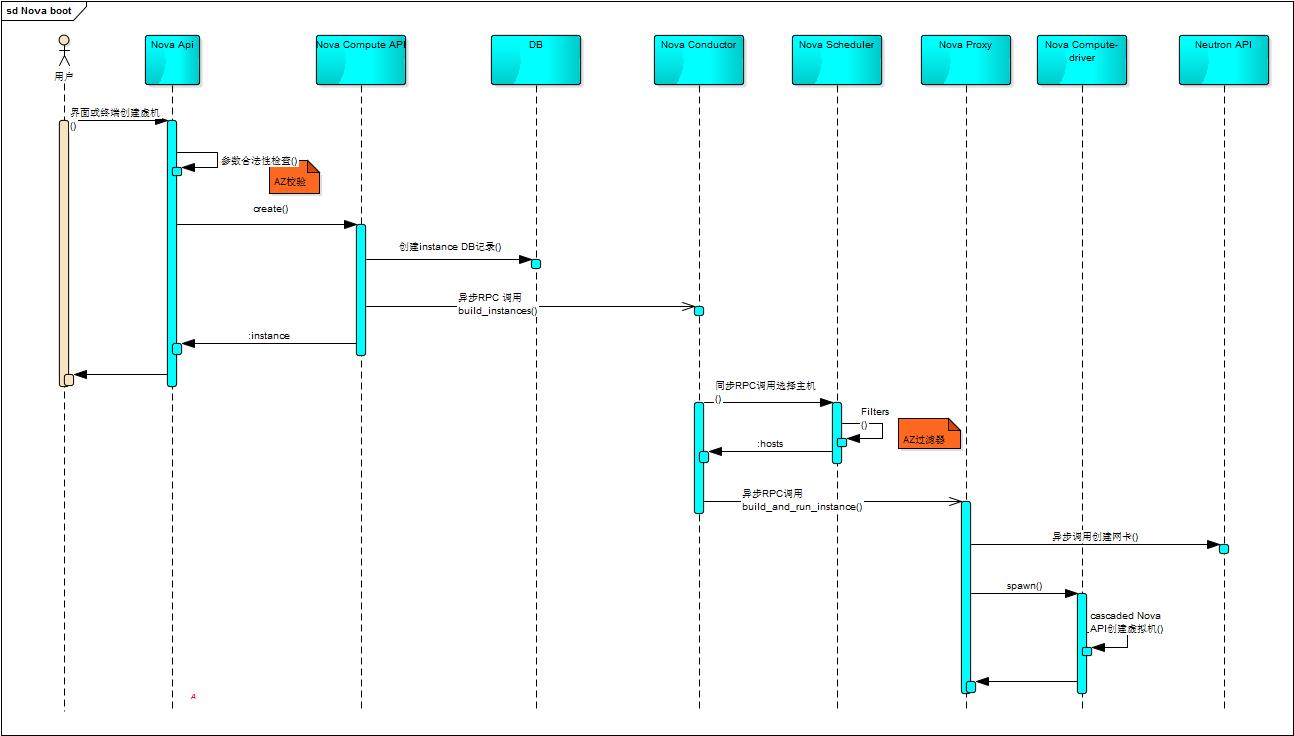 sd Nova boot
用户
Nova Api
Nova Compute API
DB
Nova Conductor
Nova Scheduler
Nova Proxy
Nova Compute-
driver
Neutron API
界面或终端创建虚机
()
参数合法性检查()
AZ校验
create()
创建instance DB记录()
异步RPC 调用
build_instances()
:instance
同步RPC调用选择主机
()
Filters
()
AZ过滤器
:hosts
异步RPC调用
build_and_run_instance()
异步调用创建网卡()
spawn()
cascaded Nova
API创建虚拟机()
A